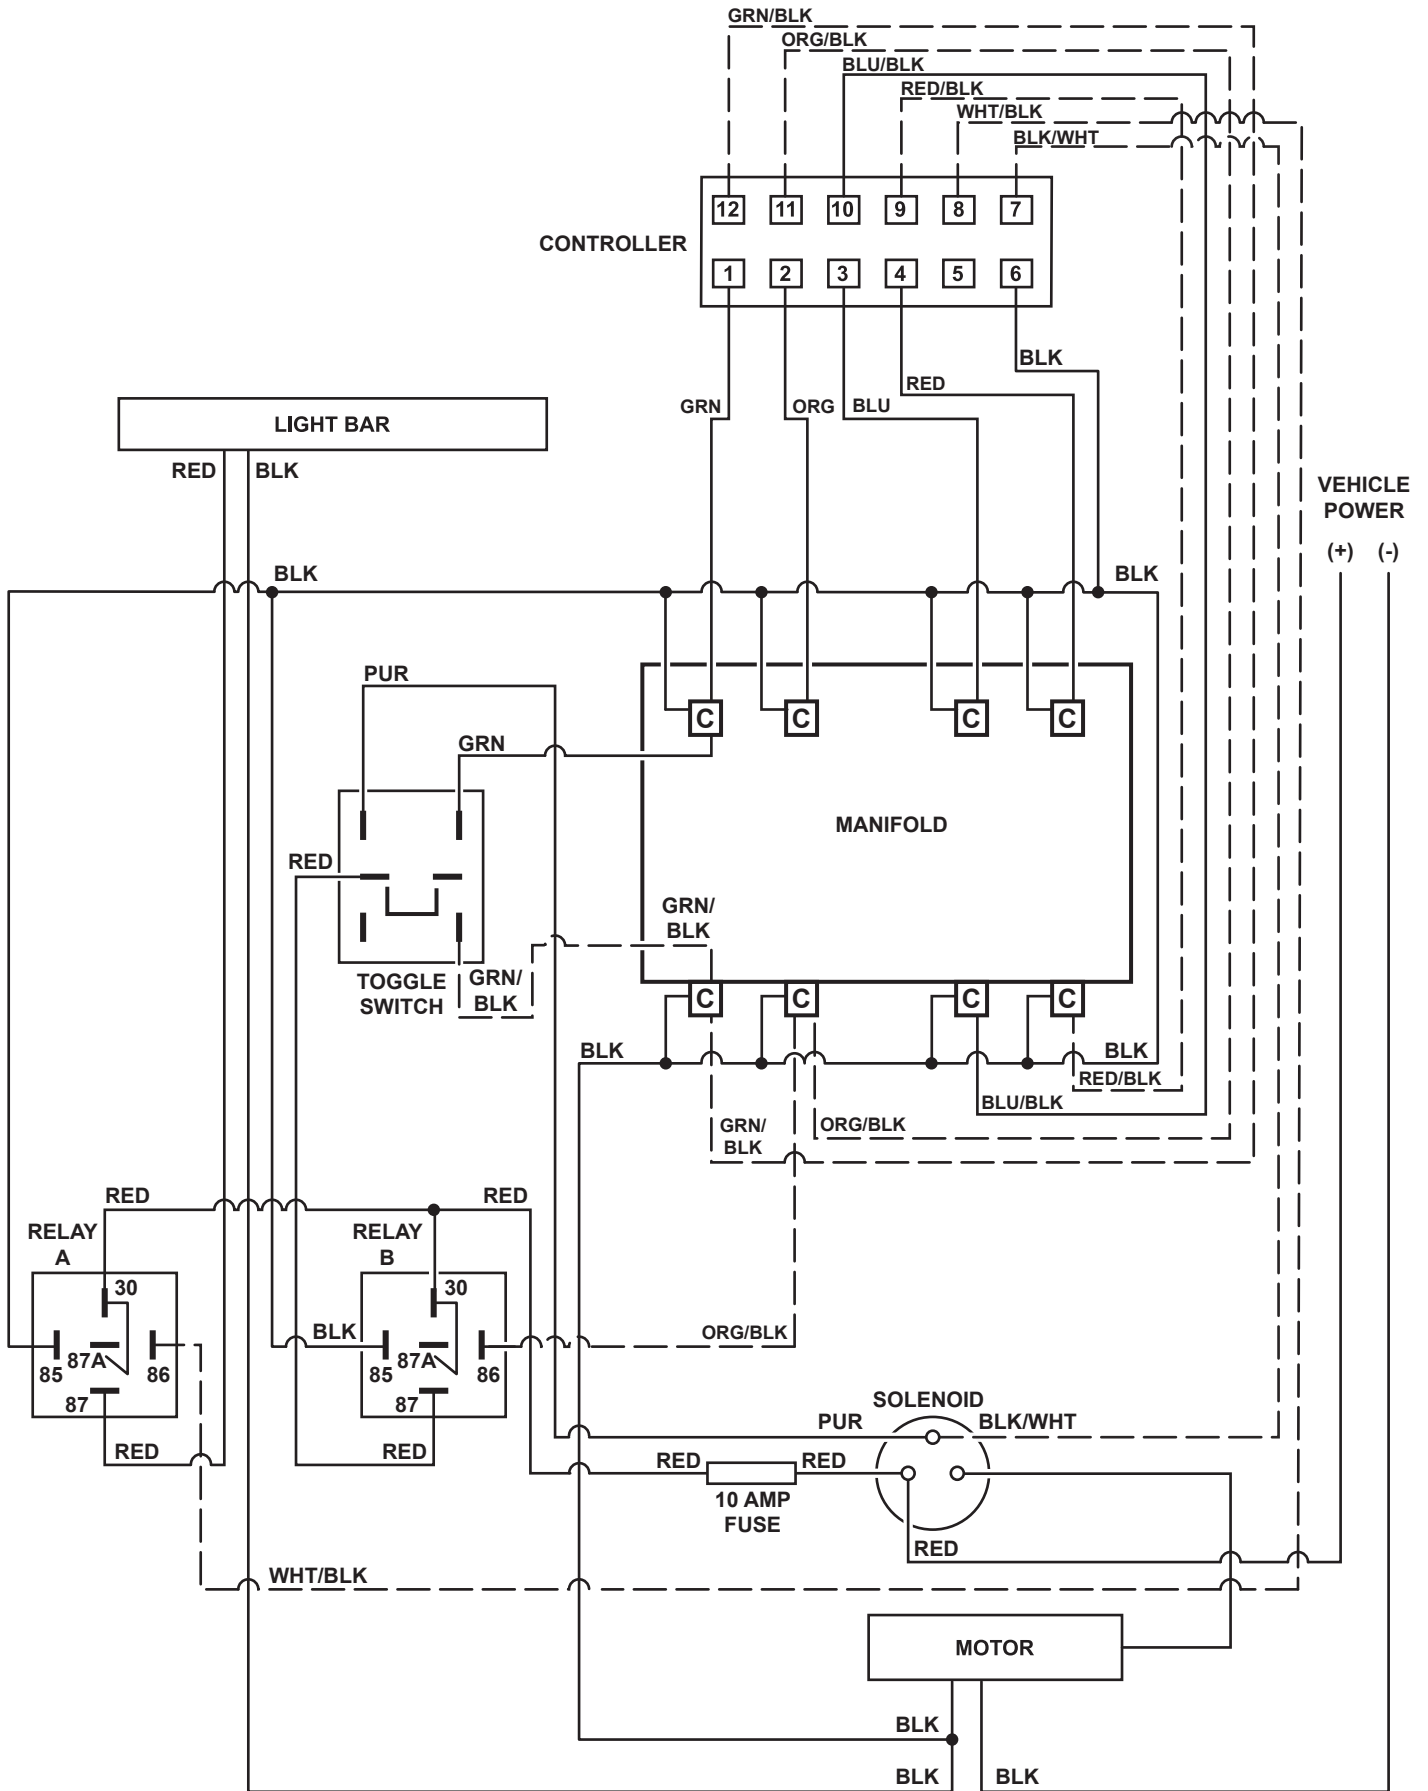 GRN/BLK
ORG/BLK
BLU/BLK
RED/BLK
WHT/BLK
BLK/WHT
12 11 10 9 8 7
CONTROLLER
1 2 3 4 5 6
BLK
RED
GRN ORG BLU
LIGHT BAR
RED BLK
VEHICLE
POWER
(+) (-)
BLK BLK
PUR
C C C C
GRN
MANIFOLD
RED
GRN/
BLK
TOGGLE
SWITCH
GRN/
BLK
C C C C
BLK BLK
RED/BLK
BLU/BLK
GRN/
BLK
ORG/BLK
RED RED
RELAY
A
RELAY
B
30 30
BLK ORG/BLK
85 87A 86 85 87A 86
87 87
SOLENOID
PUR BLK/WHT
RED RED
RED RED
10 AMP
FUSE
RED
WHT/BLK
MOTOR
BLK
BLK BLK